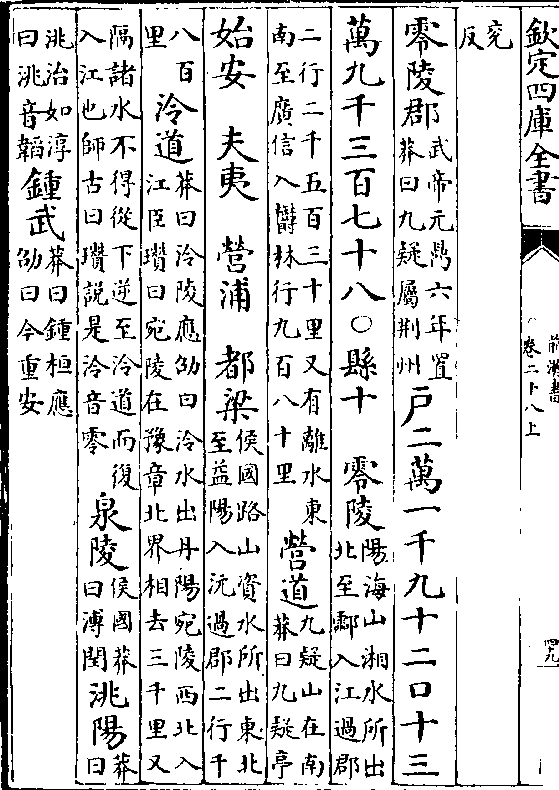 欽定四庫全書
前漢書
卷二十八上
四九
兖
反
零陵郡
武帝元鼎六年置
莽曰九疑屬荆州
户二萬一千九十二口十三
萬九千三百七十八○縣十
零陵
陽海山湘水所出
北至酃入江過郡
二行二千五百三十里又有離水東
南至廣信入欝林行九百八十里
營道
九疑山在南
莽曰九疑亭
始安
夫夷
營浦
都梁
侯國路山資水所出東北
至益陽入沅過郡二行千
八百
里
泠道
莽曰泠陵應劭曰泠水出丹陽宛陵西北入
江臣瓚曰宛陵在豫章北界相去三千里又
隔諸水不得從下逆至泠道而復
入江也師古曰瓚説是泠音零
泉陵
侯國莽
曰溥閏
洮陽
莽
曰
洮治如淳
曰洮音韜
鍾武
莽曰鍾桓應
劭曰今重安